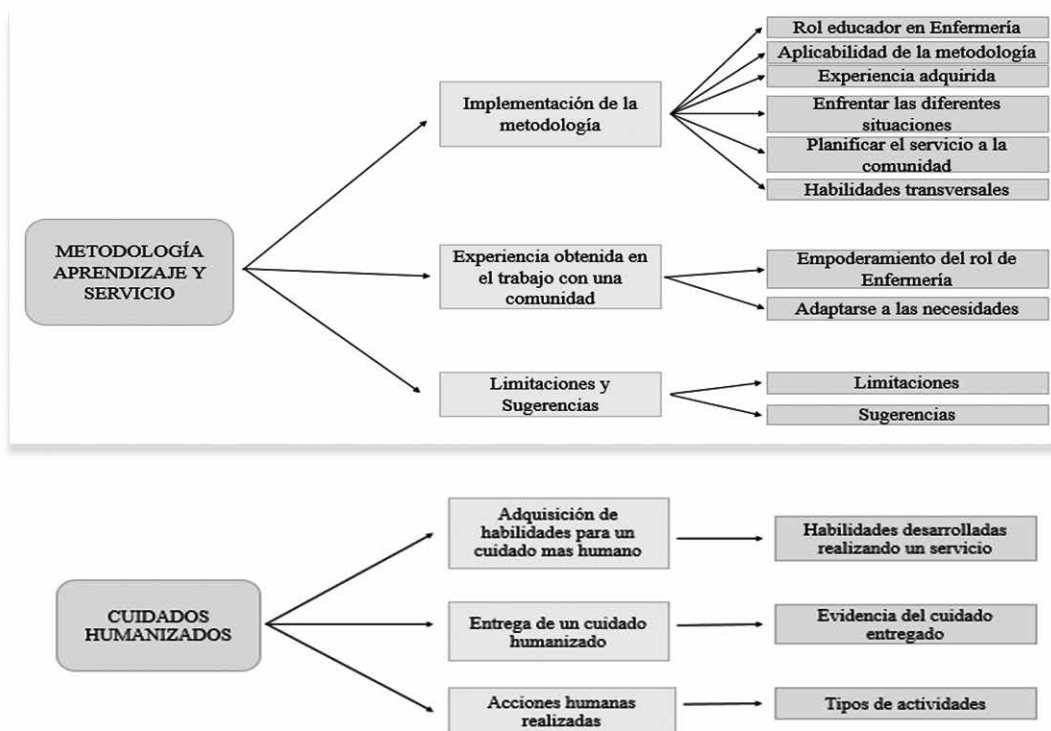 METODOLOGÍA
APRENDIZAJE Y
SERVICIO
Implementación de la
metodología
Rol educador en Enfermería
Aplicabilidad de la metodología
Experiencia adquirida
Enfrentar las diferentes
situaciones
Planificar el servicio a la
comunidad
Habilidades transversales
Experiencia obtenida en
el trabajo con una
comunidad
Empoderamiento del rol de
Enfermería
Adaptarse a las necesidades
Limitaciones y
Sugerencias
Limitaciones
Sugerencias
CUIDADOS
HUMANIZADOS
Adquisición de
habilidades para un
cuidado mas humano
Habilidades desarrolladas
realizando un servicio
Entrega de un cuidado
humanizado
Evidencia del cuidado
entregado
Acciones humanas
realizadas
Tipos de actividades